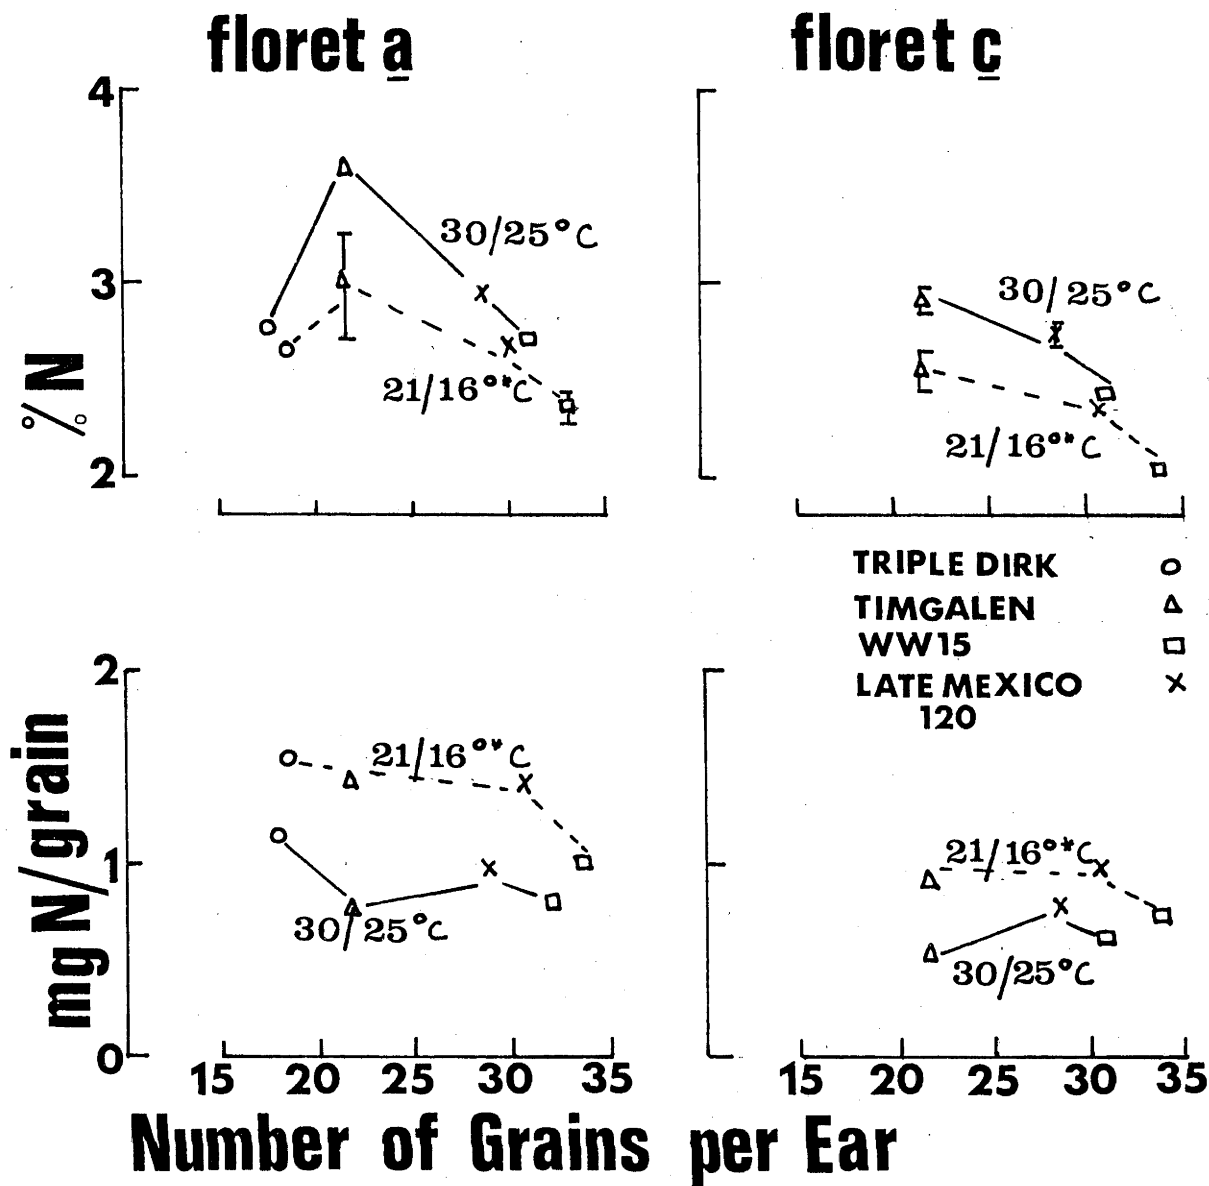 floret a
floret c
4
3
2
%N
30/25°C
21/16°*C
30/25°C
21/16°*C
TRIPLE DIRK
TIMGALEN
WW15
LATE MEXICO
120
2
1
0
mg N/grain
21/16°*C
30/25°C
21/16°*C
30/25°C
15 20 25 30 35
15 20 25 30 35
Number of Grains per Ear